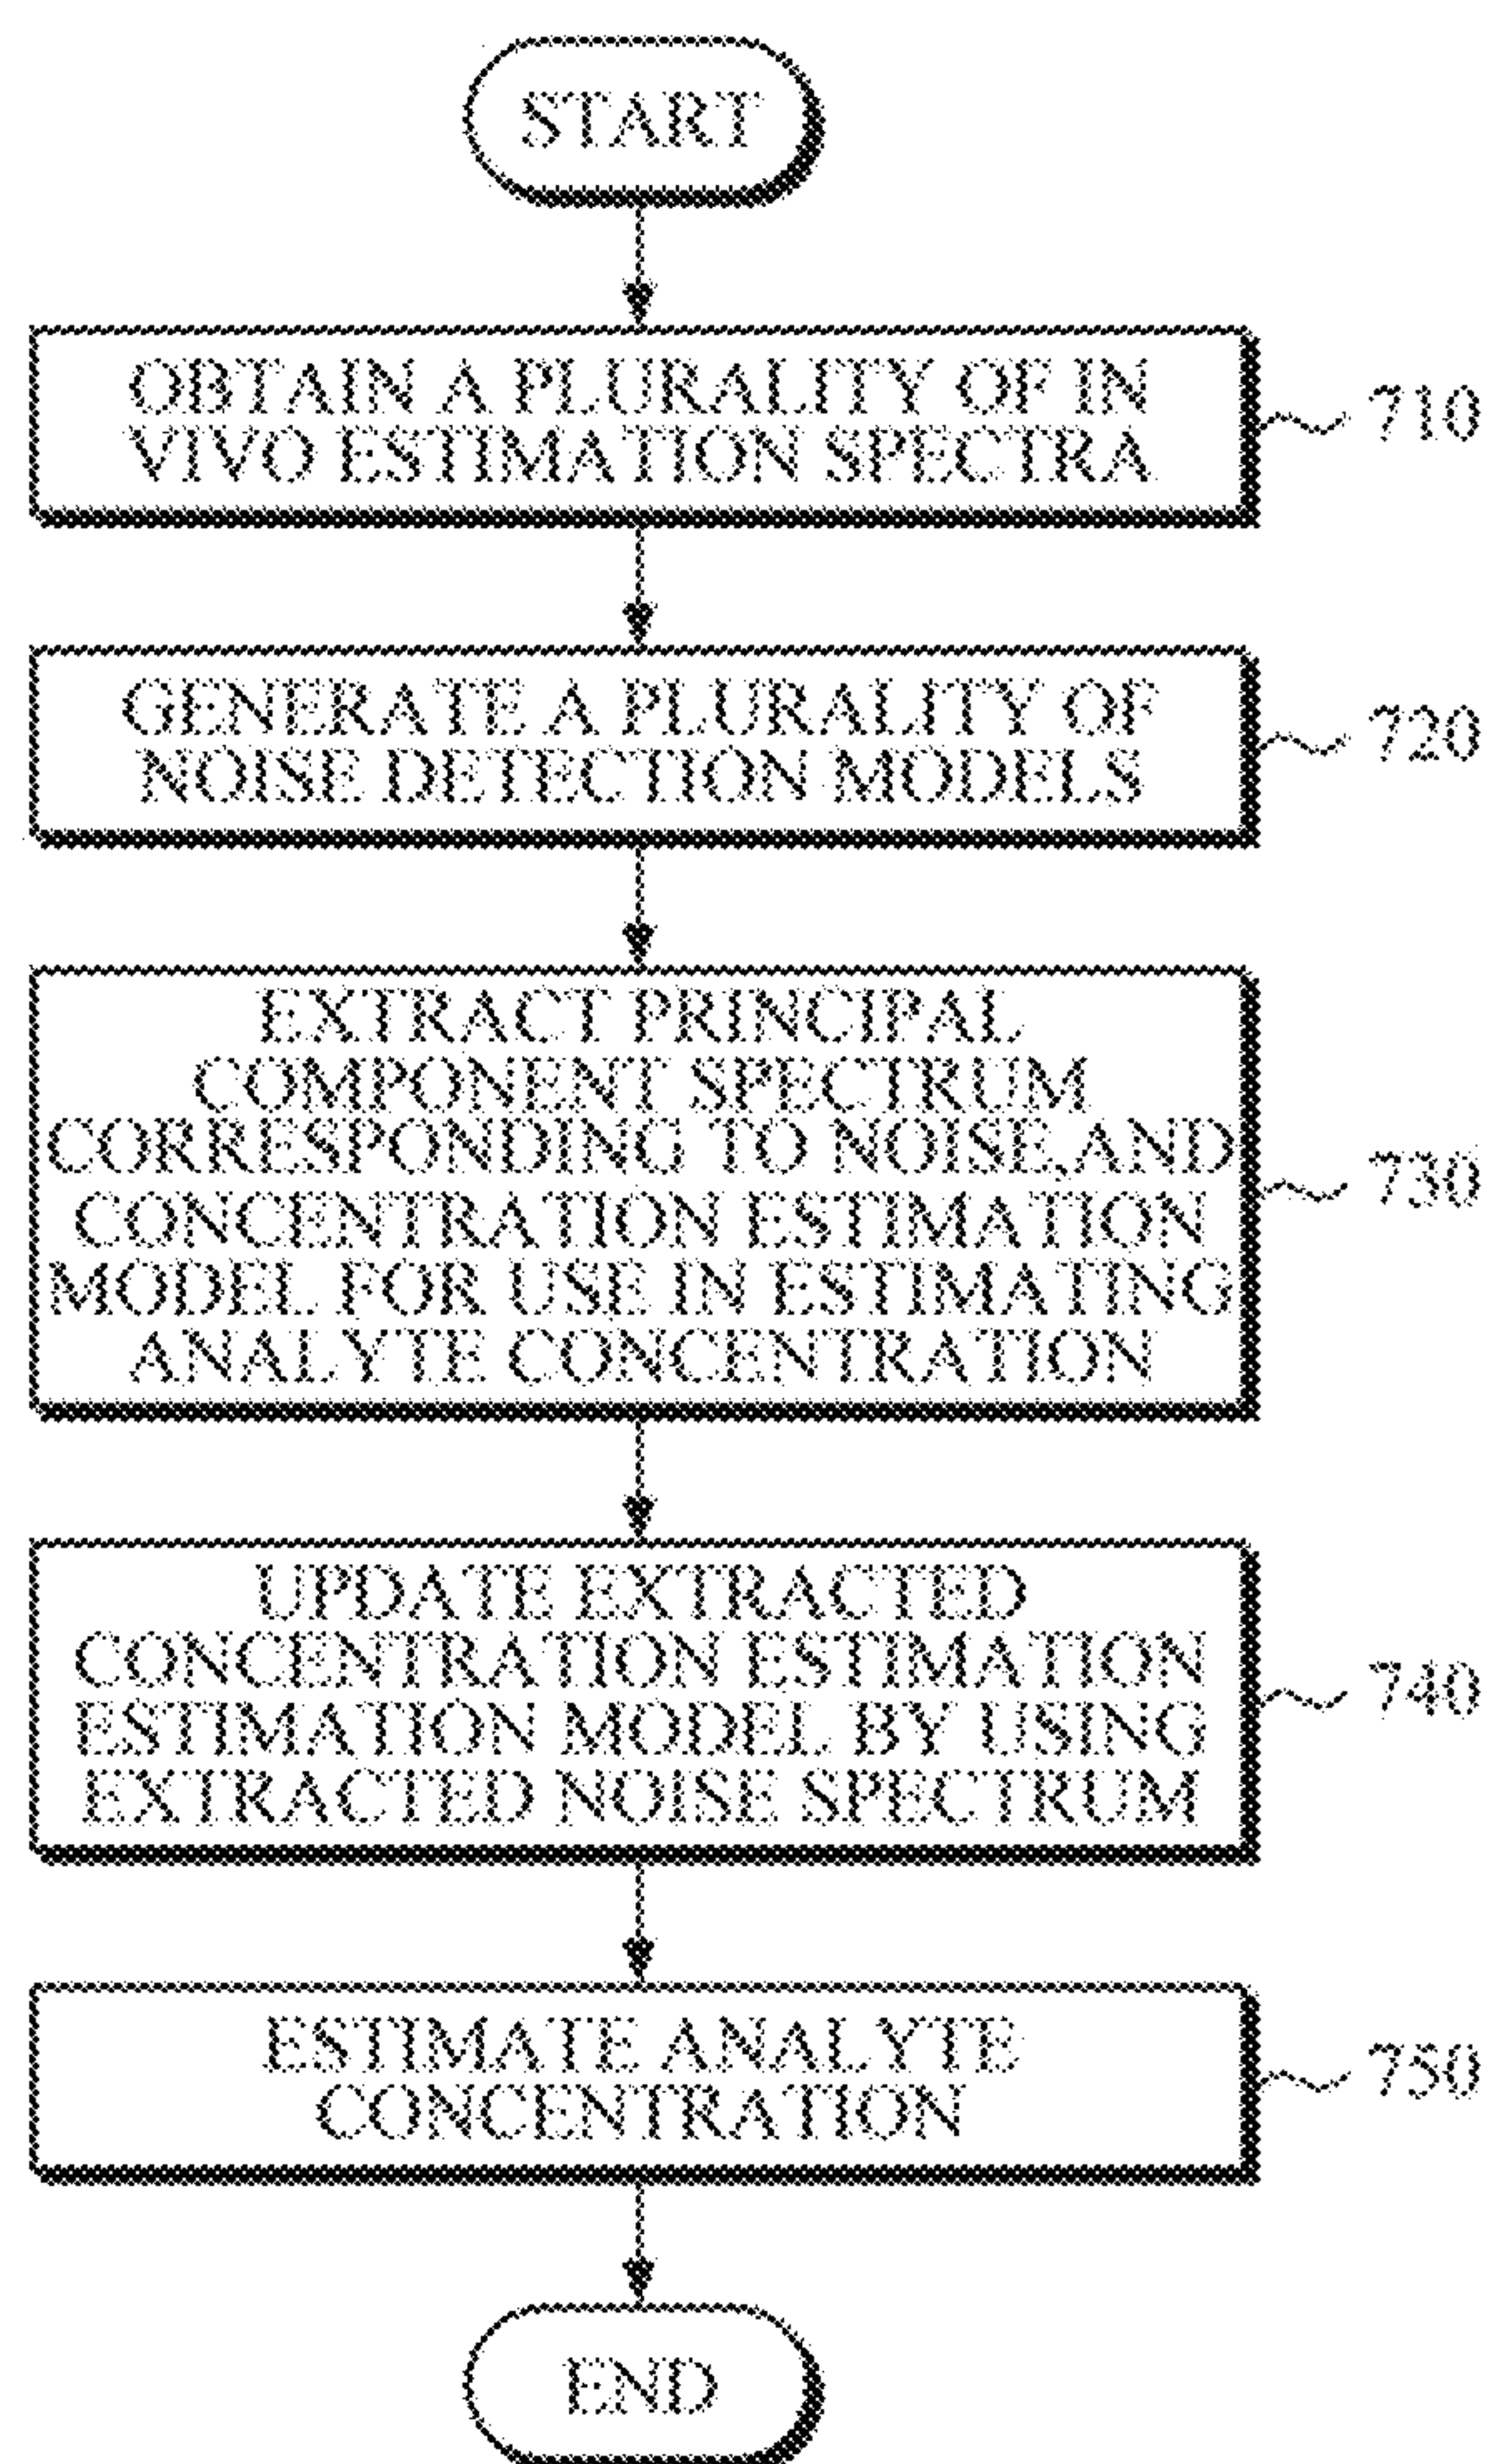 START
OBTAIN A PLURALITY OF IN
VIVO ESTIMATION SPECTRA
710
GENERATE A PLURALITY OF
NOISE DETECTION MODELS
720
EXTRACT PRINCIPAL
COMPONENT SPECTRUM
CORRESPONDING TO NOISE, AND
CONCENTRATION ESTIMATION
MODEL FOR USE IN ESTIMATING
ANALYTE CONCENTRATION
730
UPDATE EXTRACTED
CONCENTRATION ESTIMATION
ESTIMATION MODEL BY USING
EXTRACTED NOISE SPECTRUM
740
ESTIMATE ANALYTE
CONCENTRATION
750
END